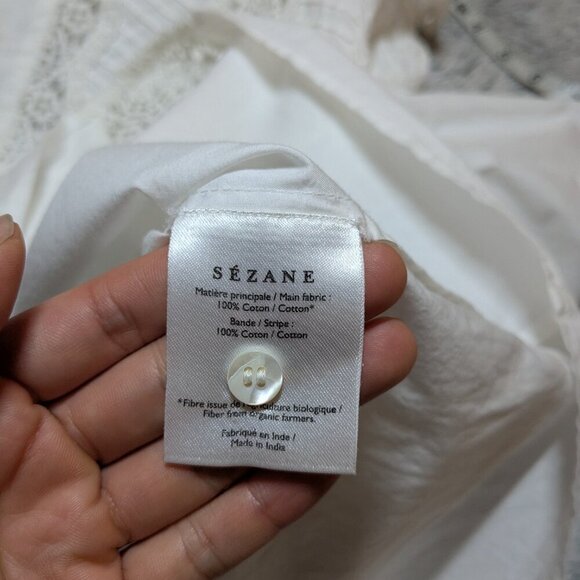 SÉZANE
Matière principale / Main fabric :
100% Coton / Cotton*
Bande / Stripe :
100% Coton / Cotton
*Fibre issue de culture biologique /
Fiber from organic farmers.
Fabriqué en Inde /
Made in India